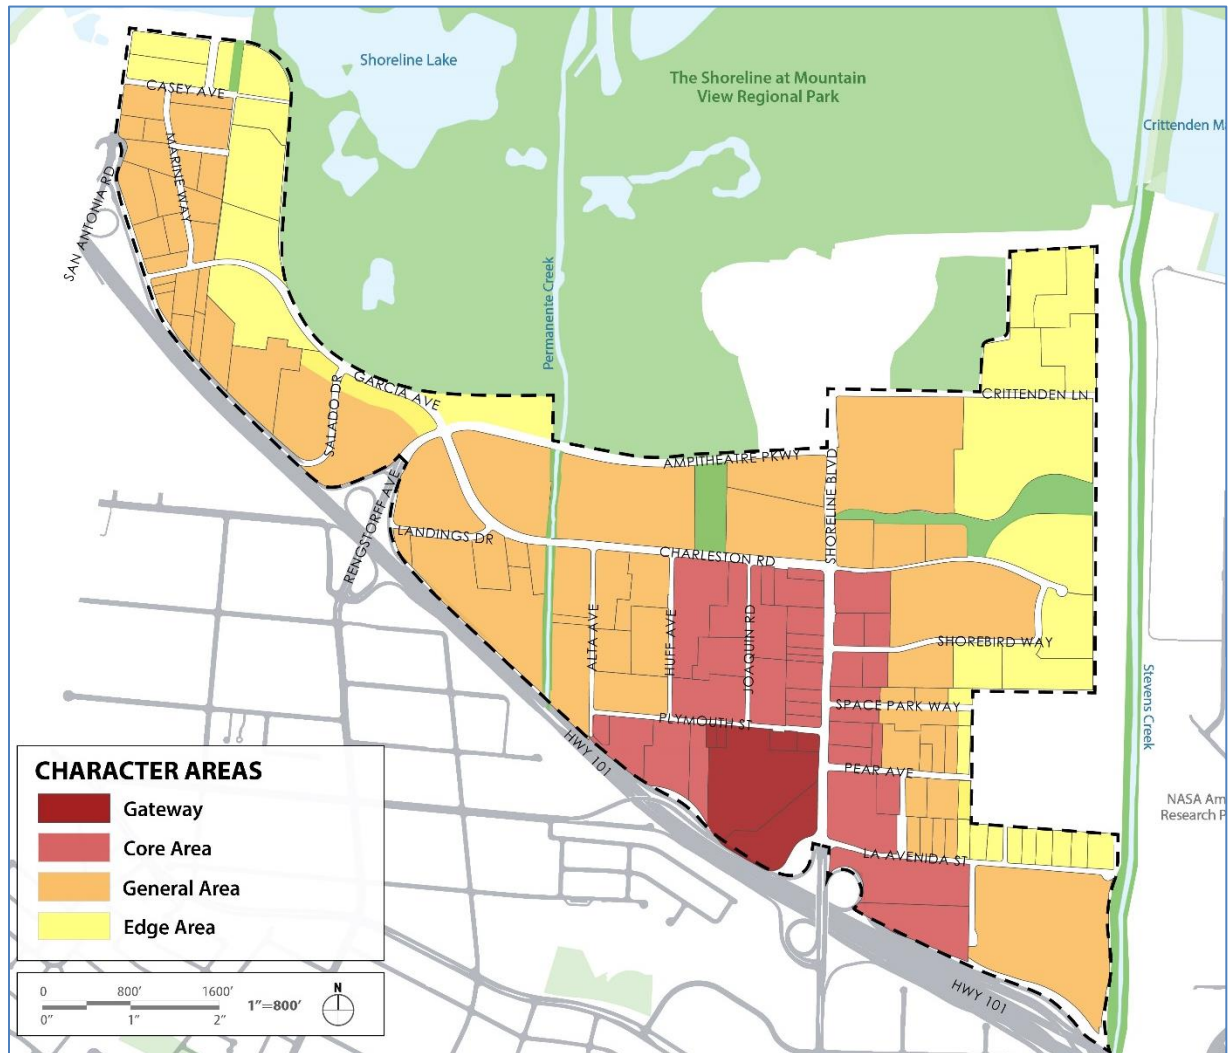 Shoreline Lake
The Shoreline at Mountain
View Regional Park
Crittenden Ma
CASEY AVE
MARINE WAY
SAN ANTONIA RD
Permanente Creek
GARCIA AVE
SALADO DR
CRITTENDEN LN
AMPITHEATRE PKWY
SHORELINE BLVD
RENGSTORFF AVE
LANDINGS DR
CHARLESTON RD
ALTA AVE
HUFF AVE
JOAQUIN RD
SHOREBIRD WAY
SPACE PARK WAY
PLYMOUTH ST
Stevens Creek
HWY 101
PEAR AVE
NASA Am
Research P
LA AVENIDA ST
HWY 101
CHARACTER AREAS
Gateway
Core Area
General Area
Edge Area
0 800' 1600'
1"=800'
N
0" 1" 2"